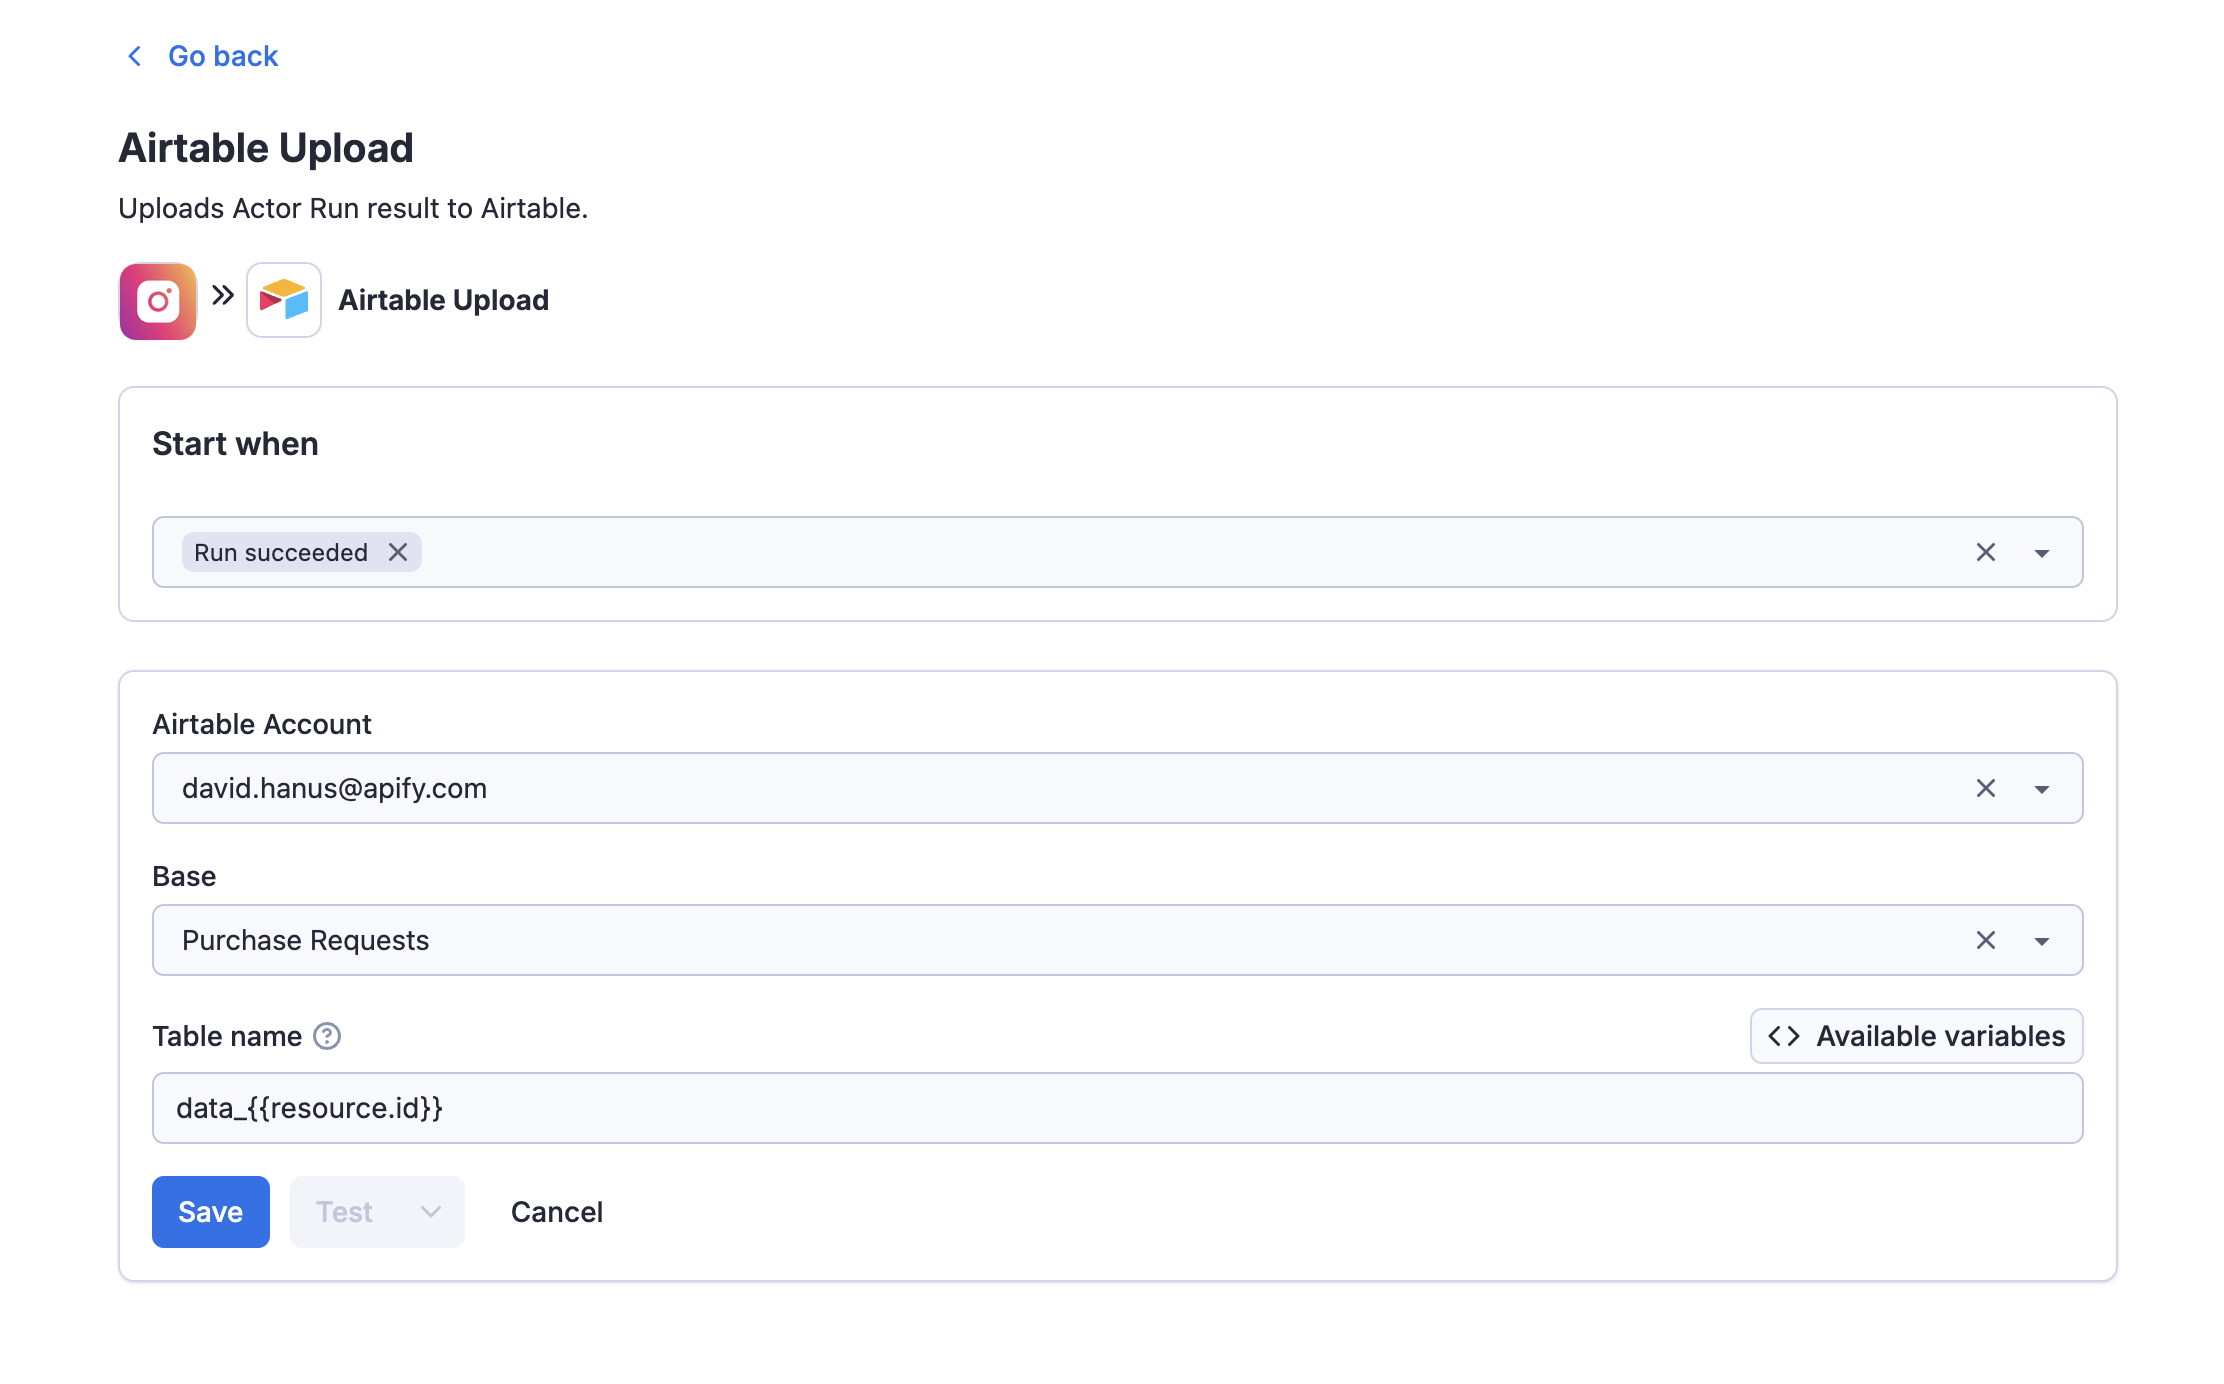 Go back
Airtable Upload
Uploads Actor Run result to Airtable.
Airtable Upload
Start when
Run succeeded
Airtable Account
david.hanus@apify.com
Base
Purchase Requests
Table name
Available variables
data_{{resource.id}}
Save Test Cancel